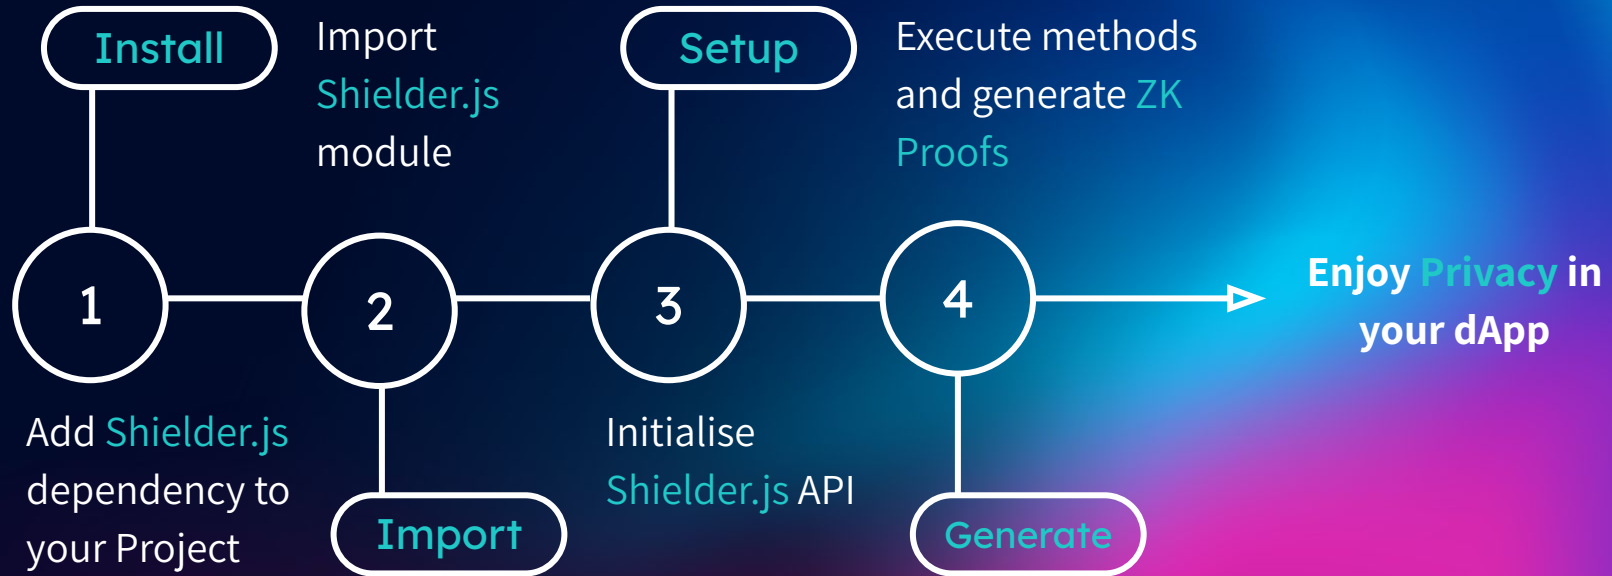 Install
Import
Shielder.js
module
Setup
Execute methods
and generate ZK
Proofs
1
2
3
4
Enjoy Privacy in
your dApp
Add Shielder.js
dependency to
your Project
Import
Initialise
Shielder.js API
Generate